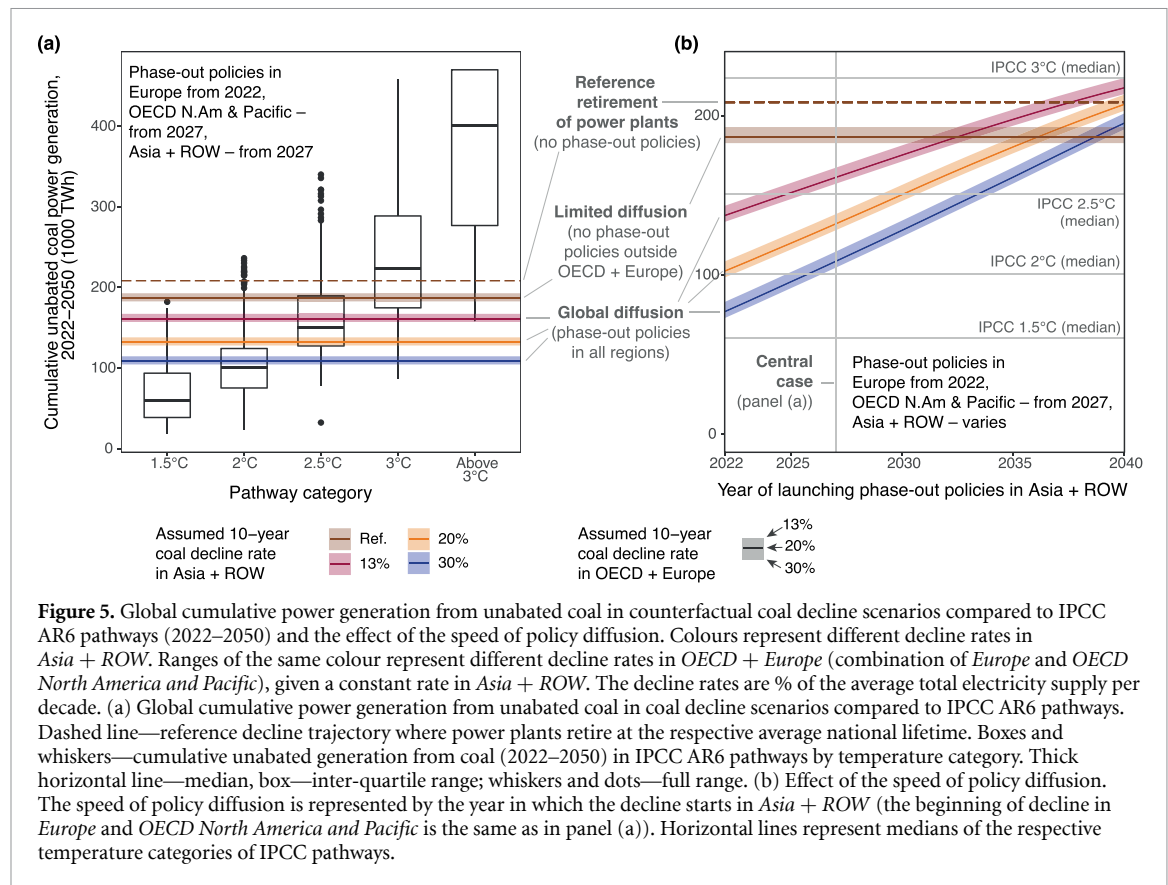 (a)
Cumulative unabated coal power generation,
2022–2050 (1000 TWh)
400
300
200
100
0
Phase-out policies in
Europe from 2022,
OECD N.Am & Pacific –
from 2027,
Asia + ROW – from 2027
1.5°C
2°C
2.5°C
3°C
Above
3°C
Pathway category
Reference
retirement
of power plants
(no phase-out policies)
Limited diffusion
(no phase-out
policies outside
OECD + Europe)
Global diffusion
(phase-out policies
in all regions)
(b)
200
100
0
IPCC 3°C (median)
IPCC 2.5°C
(median)
IPCC 2°C (median)
IPCC 1.5°C (median)
Central
case
(panel (a))
Phase-out policies in
Europe from 2022,
OECD N.Am & Pacific – from 2027,
Asia + ROW – varies
2022
2025
2030
2035
2040
Year of launching phase-out policies in Asia + ROW
Assumed 10−year
coal decline rate
in Asia + ROW
Ref.
20%
13%
30%
Assumed 10−year
coal decline rate
in OECD + Europe
13%
20%
30%
Figure 5. Global cumulative power generation from unabated coal in counterfactual coal decline scenarios compared to IPCC
AR6 pathways (2022–2050) and the effect of the speed of policy diffusion. Colours represent different decline rates in
Asia + ROW. Ranges of the same colour represent different decline rates in OECD + Europe (combination of Europe and OECD
North America and Pacific), given a constant rate in Asia + ROW. The decline rates are % of the average total electricity supply per
decade. (a) Global cumulative power generation from unabated coal in coal decline scenarios compared to IPCC AR6 pathways.
Dashed line—reference decline trajectory where power plants retire at the respective average national lifetime. Boxes and
whiskers—cumulative unabated generation from coal (2022–2050) in IPCC AR6 pathways by temperature category. Thick
horizontal line—median, box—inter-quartile range; whiskers and dots—full range. (b) Effect of the speed of policy diffusion.
The speed of policy diffusion is represented by the year in which the decline starts in Asia + ROW (the beginning of decline in
Europe and OECD North America and Pacific is the same as in panel (a)). Horizontal lines represent medians of the respective
temperature categories of IPCC pathways.